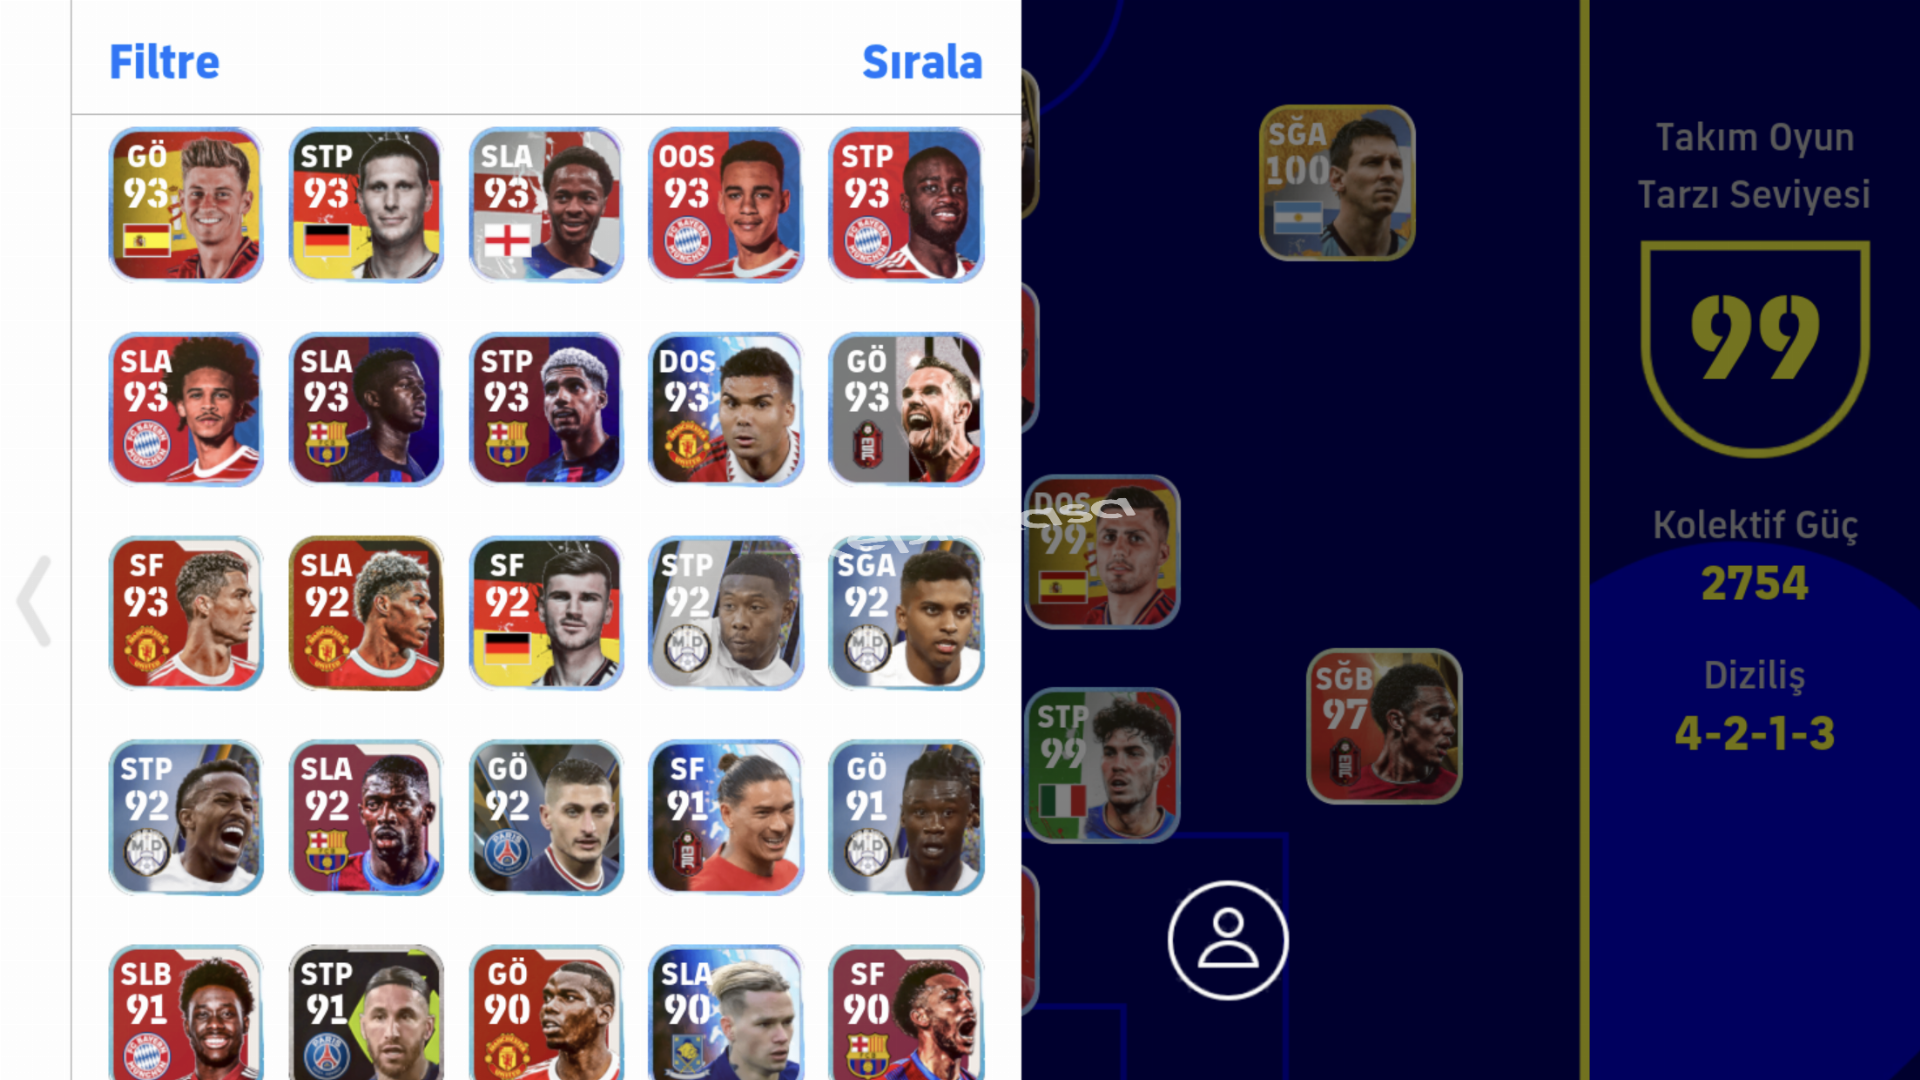 Filtre
Sırala
GÖ
93
STP
93
SLA
93
OOS
93
STP
93
SLA
93
SLA
93
STP
93
DOS
93
GÖ
93
SF
93
SLA
92
SF
92
STP
92
SĞA
92
STP
92
SLA
92
GÖ
92
SF
91
GÖ
91
SLB
91
STP
91
GÖ
90
SLA
90
SF
90
SĞA
100
DOS
99
STP
99
SĞB
97
Takım Oyun
Tarzı Seviyesi
99
Kolektif Güç
2754
Diziliş
4-2-1-3